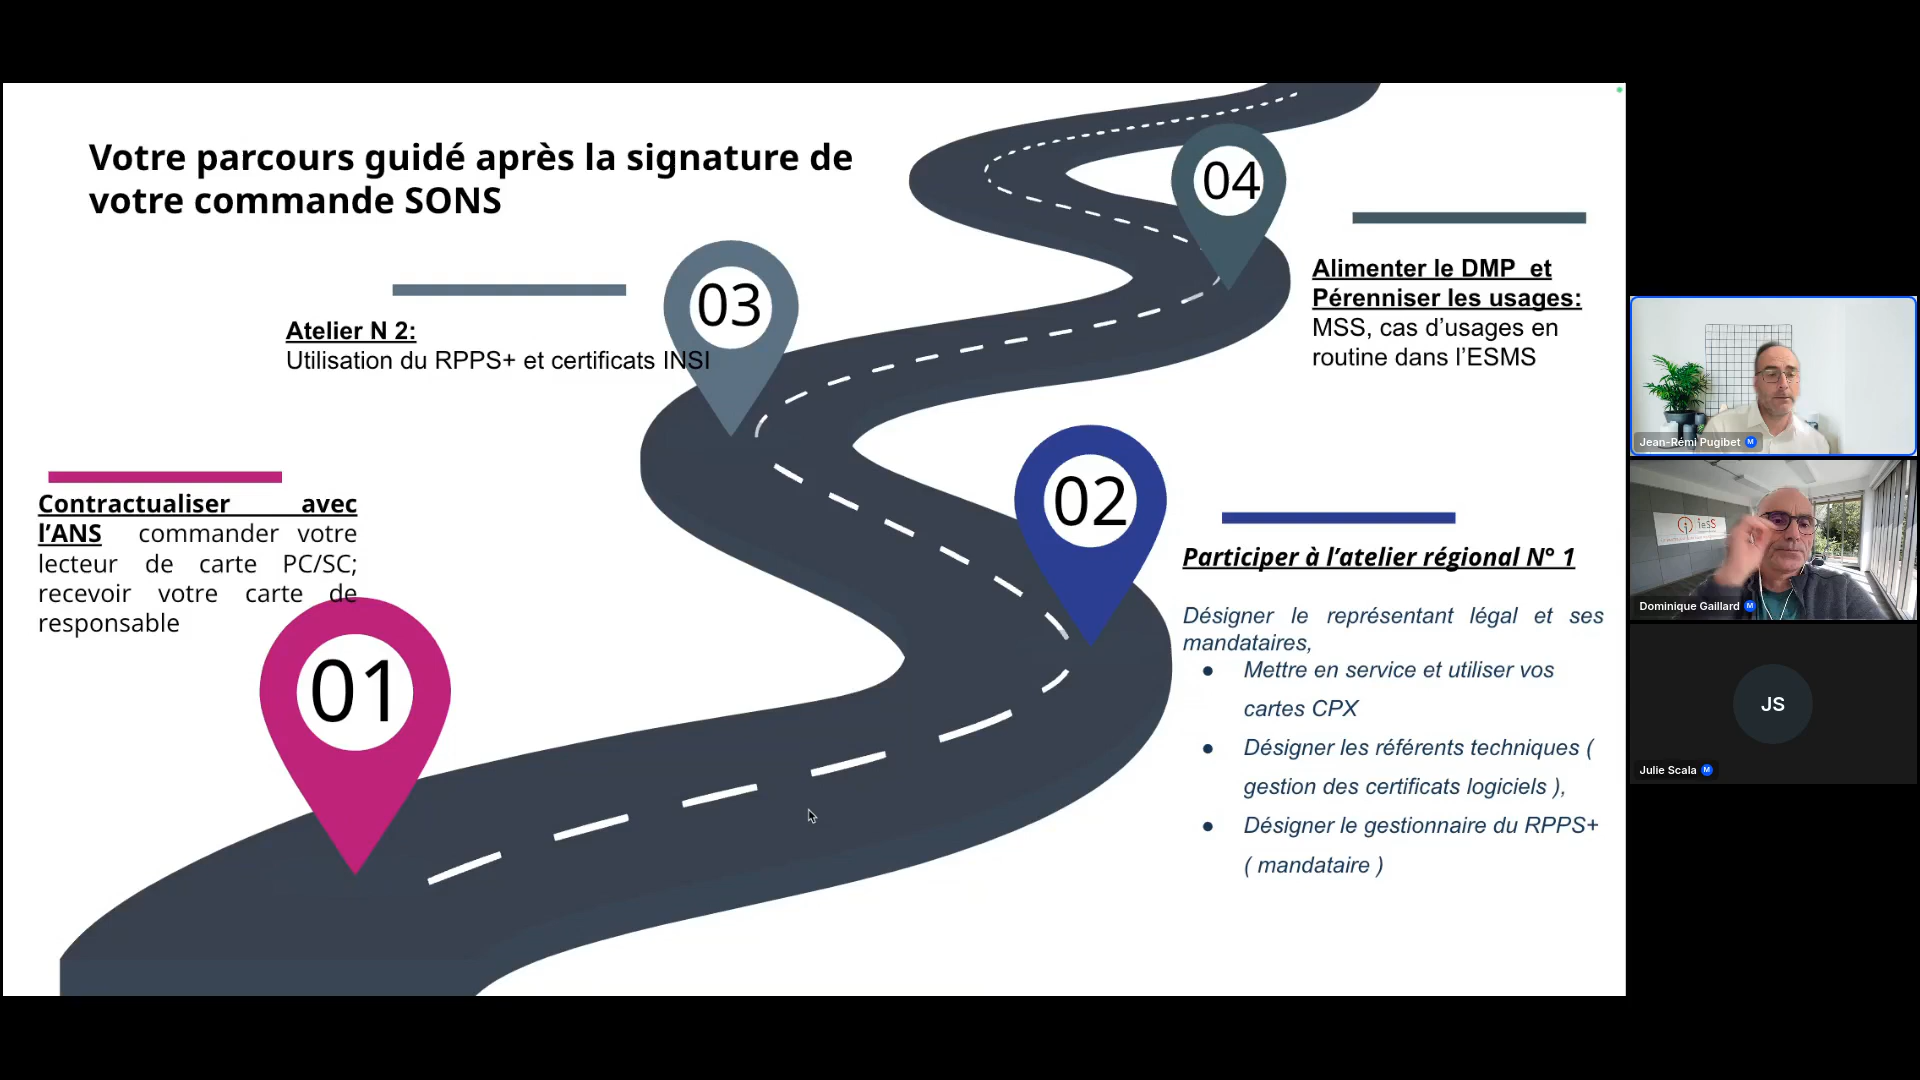 Votre parcours guidé après la signature de
votre commande SONS
04
03
Atelier N 2:
Utilisation du RPPS+ et certificats INSI
Alimenter le DMP et
Pérenniser les usages:
MSS, cas d’usages en
routine dans l’ESMS
Contractualiser avec
l’ANS commander votre
lecteur de carte PC/SC;
recevoir votre carte de
responsable
01
02
Participer à l’atelier régional N° 1
Désigner le représentant légal et ses
mandataires,
● Mettre en service et utiliser vos
cartes CPX
● Désigner les référents techniques (
gestion des certificats logiciels ),
● Désigner le gestionnaire du RPPS+
( mandataire )
Jean-Rémi Pugibet M
ieSS
Dominique Gaillard M
JS
Julie Scala M